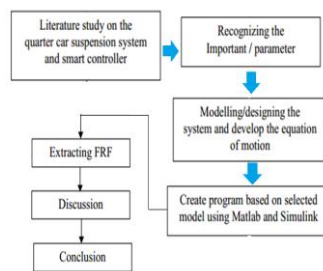 Literature study on the
quarter car suspension system
and smart controller
Recognizing the
Important / parameter
Modelling/designing the
system and develop the equation
of motion
Create program based on selected
model using Matlab and Simulink
Extracting FRF
Discussion
Conclusion